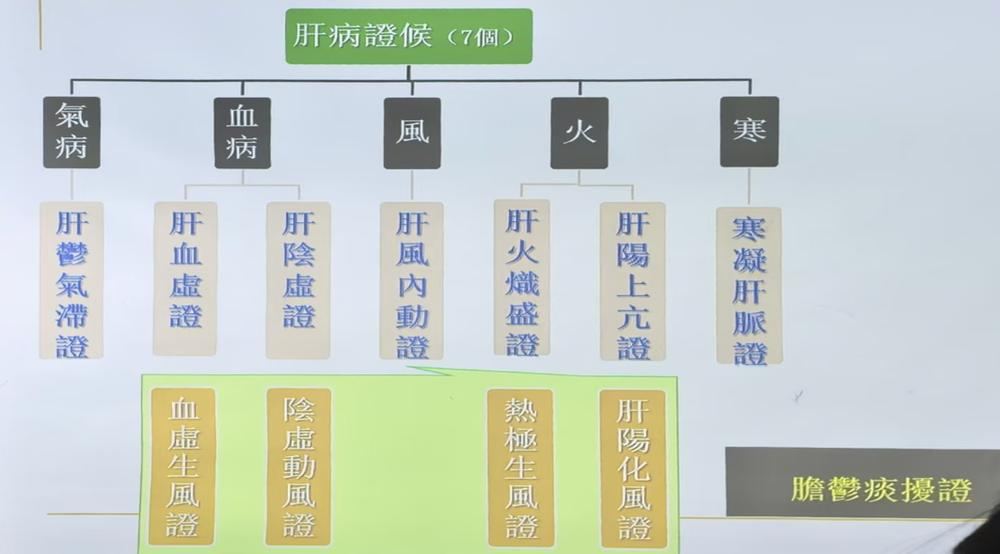 肝病證候（7個）
氣病
血病
風
火
寒
肝鬱氣滯證
肝血虛證
肝陰虛證
肝風內動證
肝火熾盛證
肝陽上亢證
寒凝肝脈證
血虛生風證
陰虛動風證
熱極生風證
肝陽化風證
膽鬱痰擾證